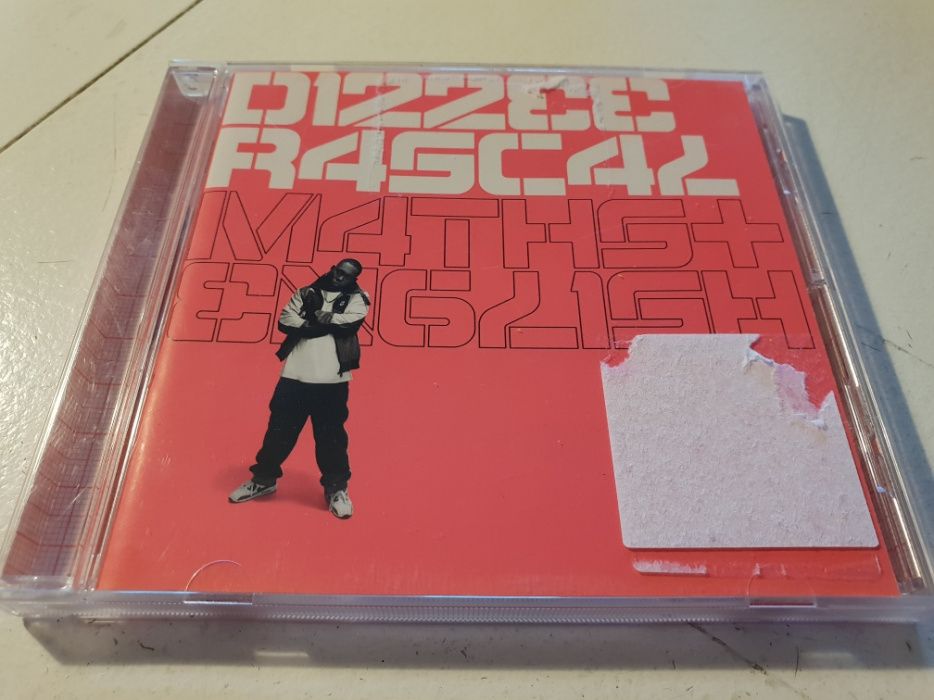 DIZZEE
RASCAL
MATHS+
ENGLISH